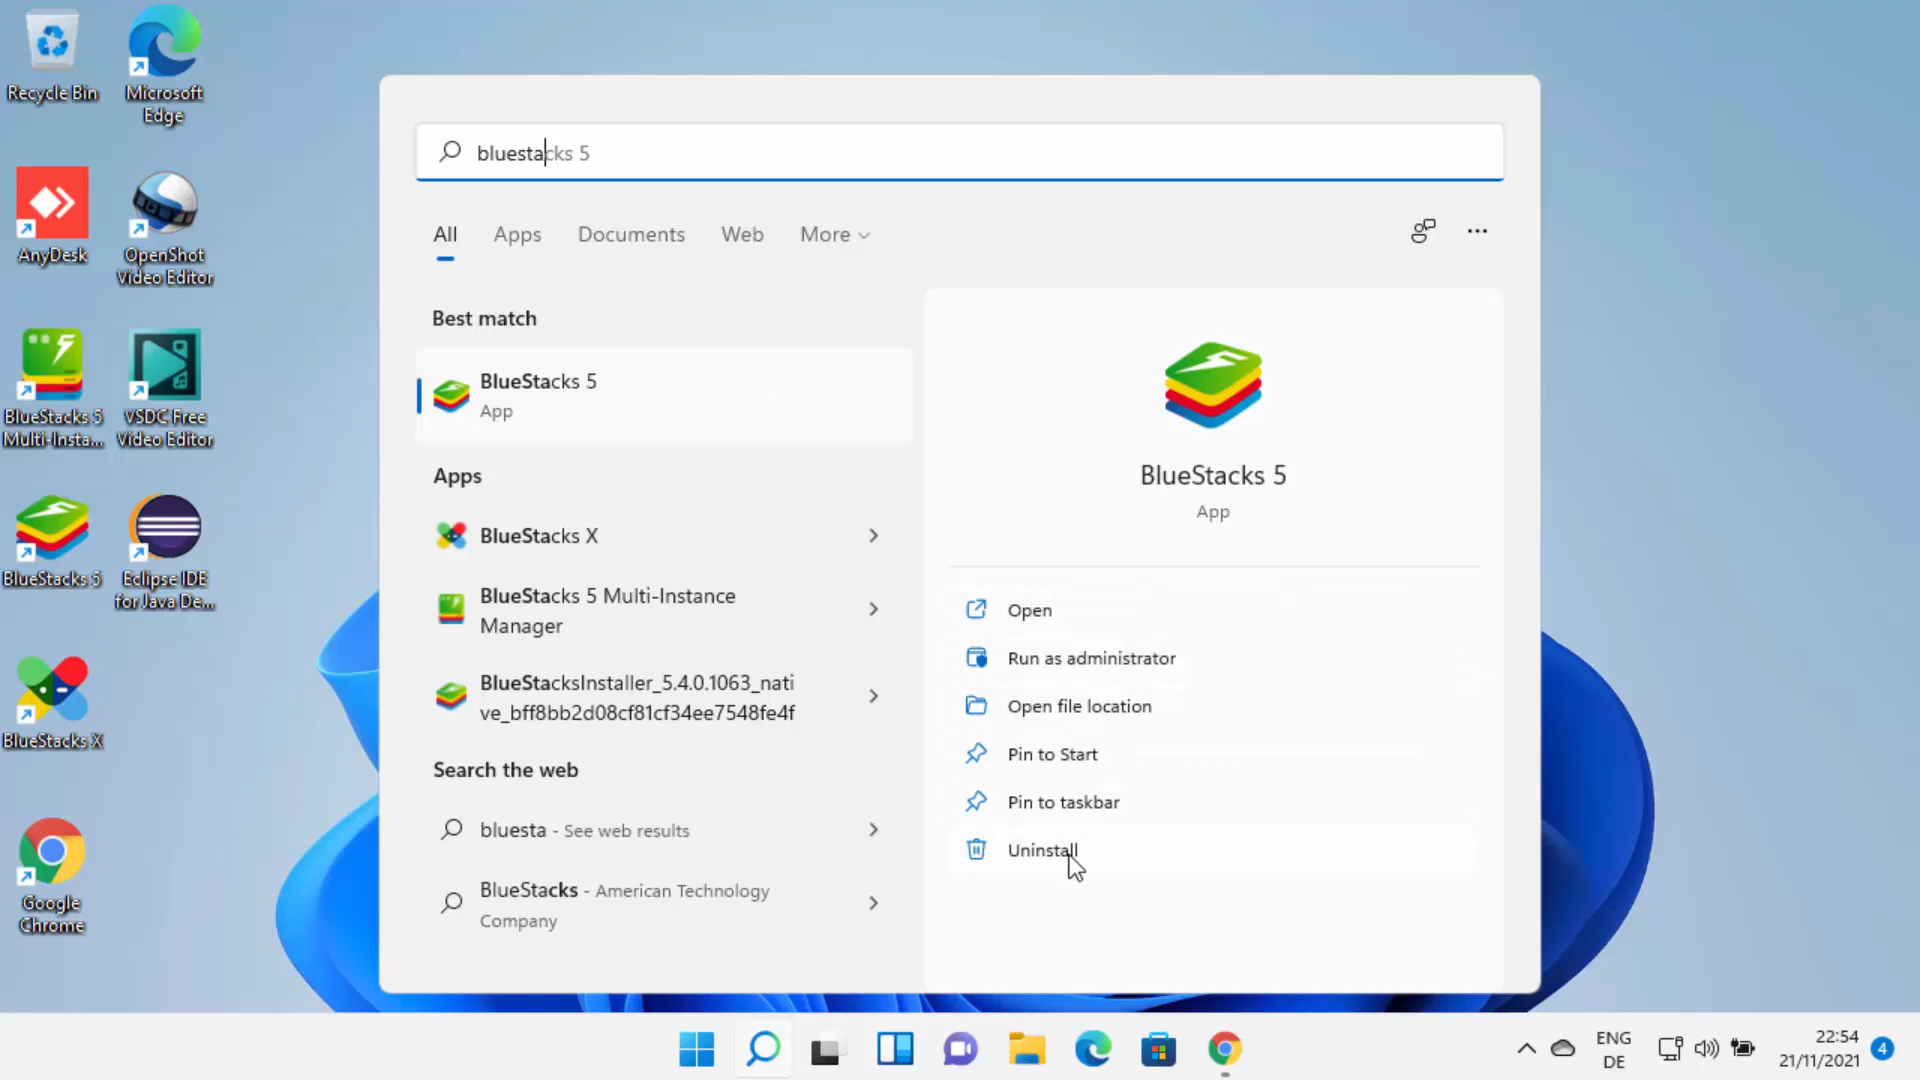 Recycle Bin
Microsoft
Edge
AnyDesk
OpenShot
Video Editor
BlueStacks 5
Multi-Insta...
VSDC Free
Video Editor
BlueStacks 5
Eclipse IDE
for Java De...
BlueStacks X
Google
Chrome
bluestacks 5
All Apps Documents Web More
Best match
BlueStacks 5
App
Apps
BlueStacks X
BlueStacks 5 Multi-Instance
Manager
BlueStacksInstaller_5.4.0.1063_nati
ve_bff8bb2d08cf81cf34ee7548fe4f
Search the web
bluesta - See web results
BlueStacks - American Technology
Company
BlueStacks 5
App
Open
Run as administrator
Open file location
Pin to Start
Pin to taskbar
Uninstall
ENG
DE
22:54
21/11/2021
4